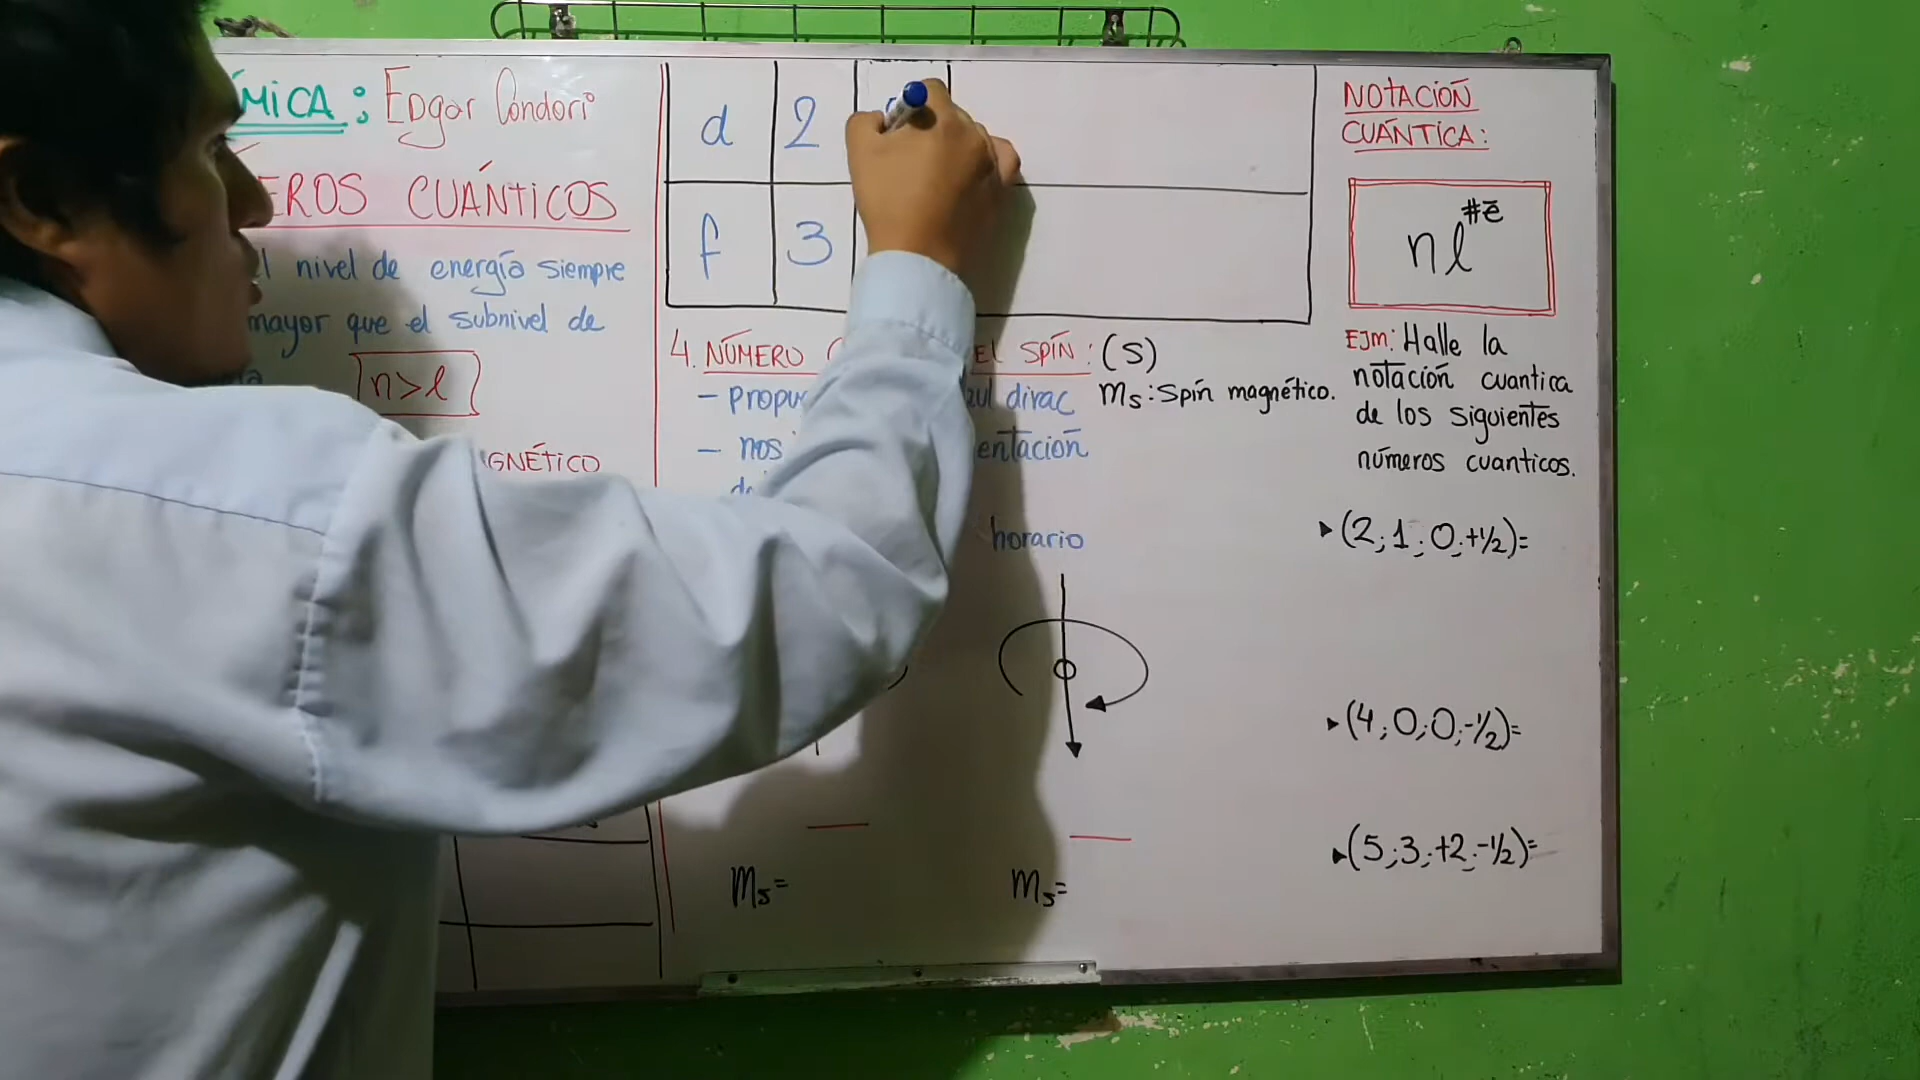 MICA: Edgar Condori
EROS CUÁNTICOS
l nivel de energía siempre
mayor que el subnivel de
n>l
GNÉTICO
d 2
f 3
4. NÚMERO EL SPÍN: (S)
- propu dirac ms: Spín magnético.
- nos entación
horario
ms= ms=
NOTACIÓN
CUÁNTICA:
nl #ē
EJM: Halle la
notación cuantica
de los siguientes
números cuanticos.
▸(2;1;0;+1/2)=
▸(4;0;0;-1/2)=
▸(5;3;+2;-1/2)=